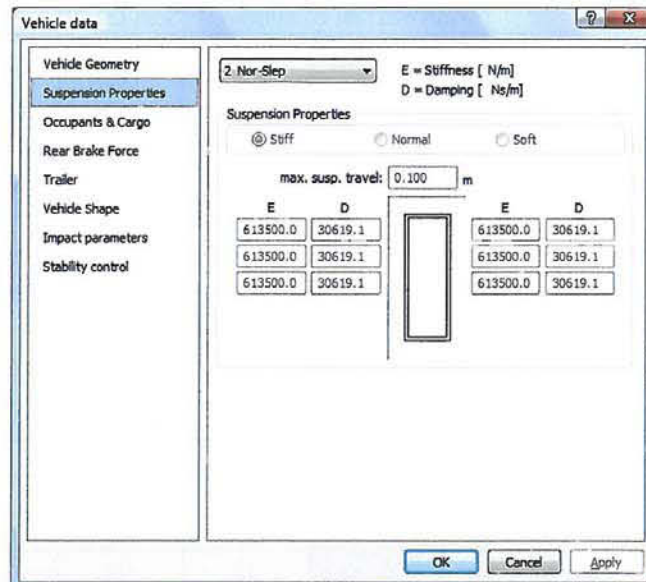 Vehicle data
Vehicle Geometry
Suspension Properties
Occupants & Cargo
Rear Brake Force
Trailer
Vehicle Shape
Impact parameters
Stability control
2 Nor-Slep
E = Stiffness [ N/m]
D = Damping [ Ns/m]
Suspension Properties
Stiff Normal Soft
max. susp. travel: 0.100 m
E D E D
613500.0 30619.1 613500.0 30619.1
613500.0 30619.1 613500.0 30619.1
613500.0 30619.1 613500.0 30619.1
OK Cancel Apply